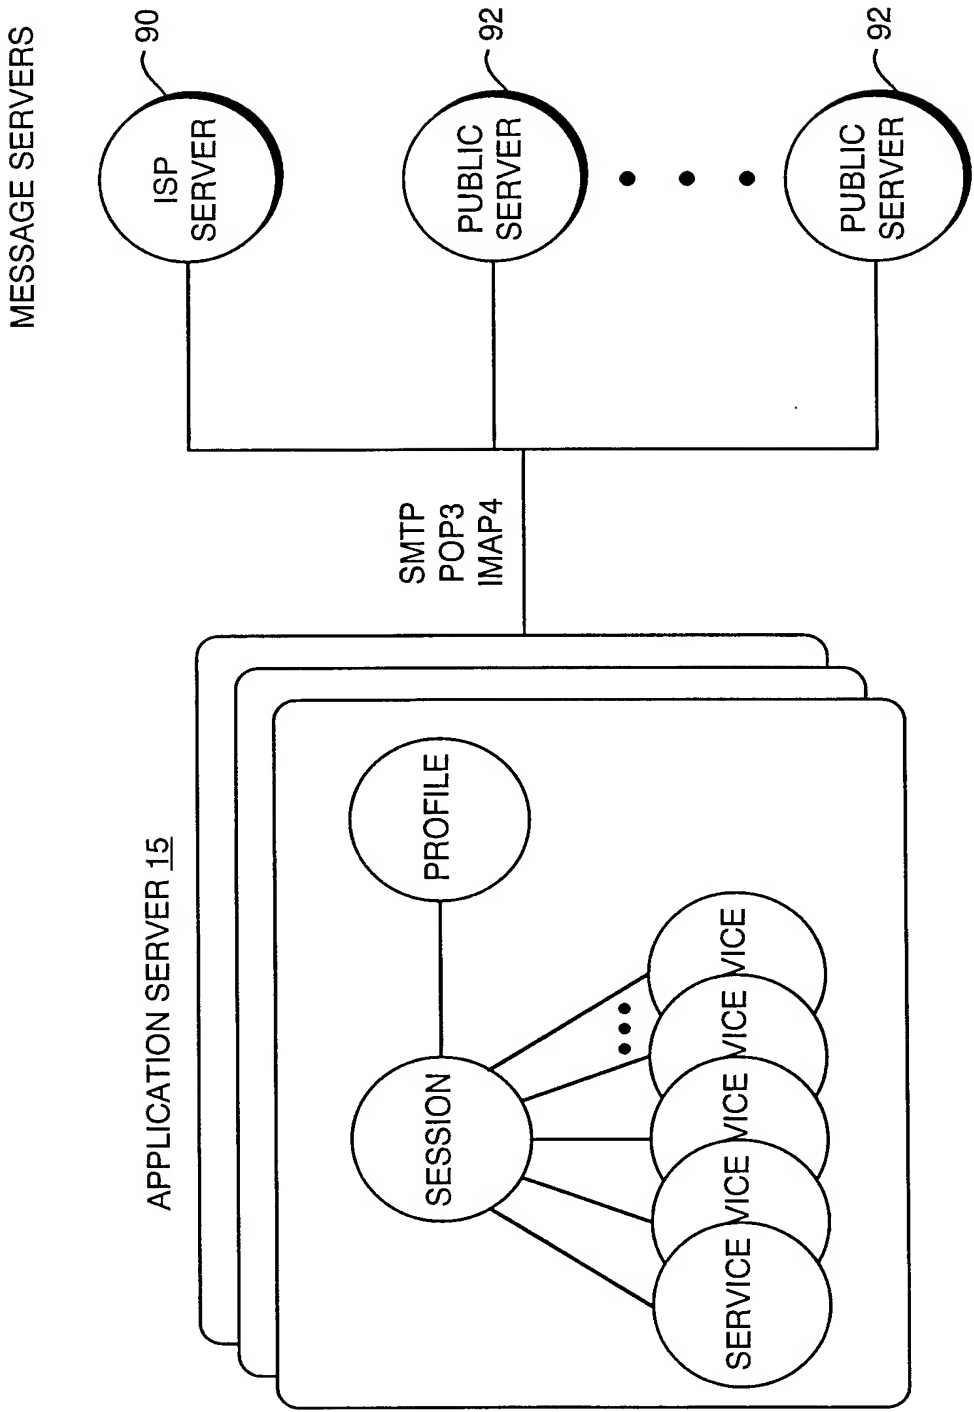 MESSAGE SERVERS
90
ISP
SERVER
92
PUBLIC
SERVER
92
PUBLIC
SERVER
SMTP
POP3
IMAP4
APPLICATION SERVER 15
PROFILE
SESSION
SERVICE
VICE
VICE
VICE
VICE